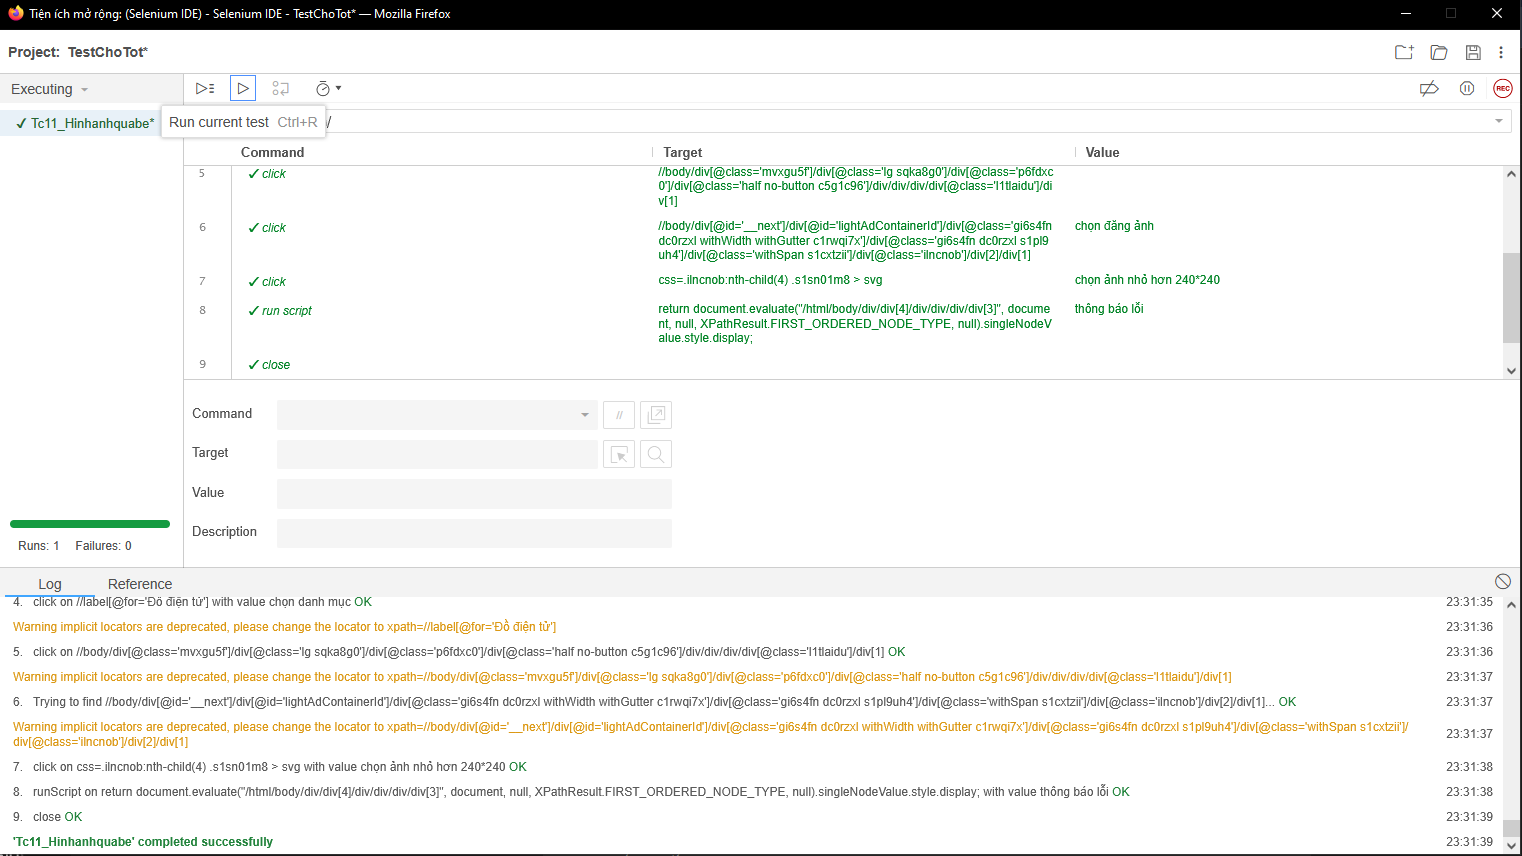 Tiện ích mở rộng: (Selenium IDE) - Selenium IDE - TestChoTot* — Mozilla Firefox
Project: TestChoTot*
Executing
REC
✓ Tc11_Hinhanhquabe*
Run current test Ctrl+R
/
Command Target Value
5 ✓ click //body/div[@class='mvxgu5f']/div[@class='lg sqka8g0']/div[@class='p6fdxc
0']/div[@class='half no-button c5g1c96']/div/div/div/div[@class='l1tlaidu']/di
v[1]
6 ✓ click //body/div[@id='__next']/div[@id='lightAdContainerId']/div[@class='gi6s4fn chọn đăng ảnh
dc0rzxl withWidth withGutter c1rwqi7x']/div[@class='gi6s4fn dc0rzxl s1pl9
uh4']/div[@class='withSpan s1cxtzii']/div[@class='ilncnob']/div[2]/div[1]
7 ✓ click css=.ilncnob:nth-child(4) .s1sn01m8 > svg chọn ảnh nhỏ hơn 240*240
8 ✓ run script return document.evaluate("/html/body/div/div[4]/div/div/div/div[3]", docume thông báo lỗi
nt, null, XPathResult.FIRST_ORDERED_NODE_TYPE, null).singleNodeV
alue.style.display;
9 ✓ close
Command //
Target
Value
Description
Runs: 1 Failures: 0
Log Reference
4. click on //label[@for='Đồ điện tử'] with value chọn danh mục OK 23:31:35
Warning implicit locators are deprecated, please change the locator to xpath=//label[@for='Đồ điện tử'] 23:31:36
5. click on //body/div[@class='mvxgu5f']/div[@class='lg sqka8g0']/div[@class='p6fdxc0']/div[@class='half no-button c5g1c96']/div/div/div/div[@class='l1tlaidu']/div[1] OK 23:31:36
Warning implicit locators are deprecated, please change the locator to xpath=//body/div[@class='mvxgu5f']/div[@class='lg sqka8g0']/div[@class='p6fdxc0']/div[@class='half no-button c5g1c96']/div/div/div/div[@class='l1tlaidu']/div[1] 23:31:37
6. Trying to find //body/div[@id='__next']/div[@id='lightAdContainerId']/div[@class='gi6s4fn dc0rzxl withWidth withGutter c1rwqi7x']/div[@class='gi6s4fn dc0rzxl s1pl9uh4']/div[@class='withSpan s1cxtzii']/div[@class='ilncnob']/div[2]/div[1]... OK 23:31:37
Warning implicit locators are deprecated, please change the locator to xpath=//body/div[@id='__next']/div[@id='lightAdContainerId']/div[@class='gi6s4fn dc0rzxl withWidth withGutter c1rwqi7x']/div[@class='gi6s4fn dc0rzxl s1pl9uh4']/div[@class='withSpan s1cxtzii']/ 23:31:37
div[@class='ilncnob']/div[2]/div[1]
7. click on css=.ilncnob:nth-child(4) .s1sn01m8 > svg with value chọn ảnh nhỏ hơn 240*240 OK 23:31:38
8. runScript on return document.evaluate("/html/body/div/div[4]/div/div/div/div[3]", document, null, XPathResult.FIRST_ORDERED_NODE_TYPE, null).singleNodeValue.style.display; with value thông báo lỗi OK 23:31:38
9. close OK 23:31:39
'Tc11_Hinhanhquabe' completed successfully 23:31:39